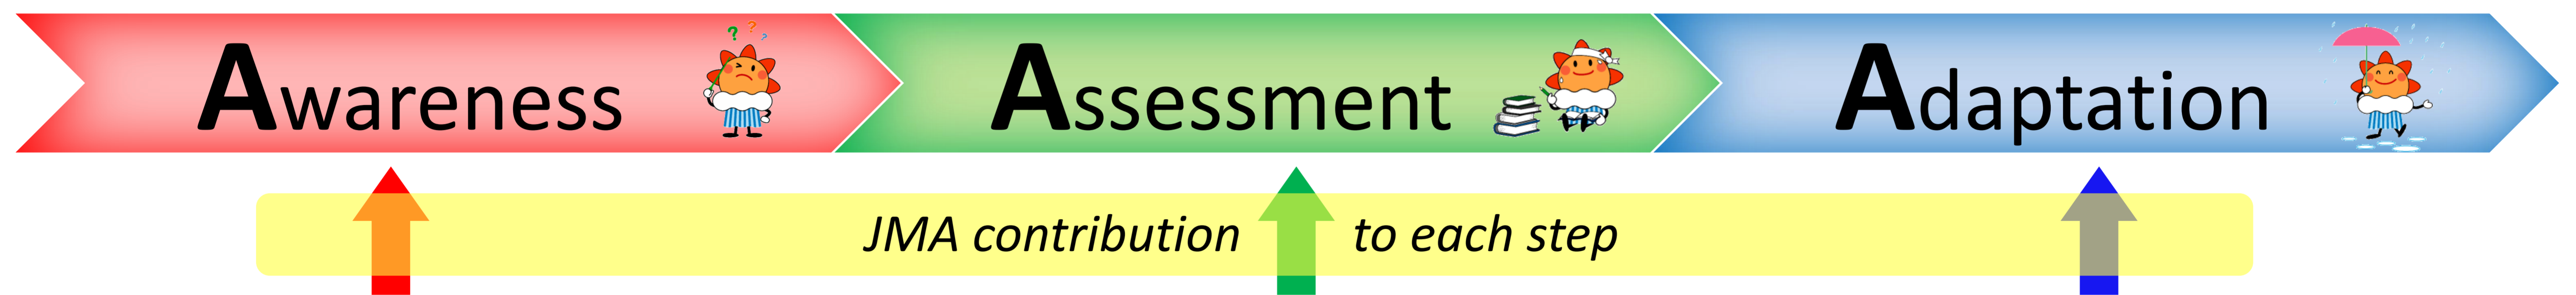 Awareness
Assessment
Adaptation
JMA contribution to each step